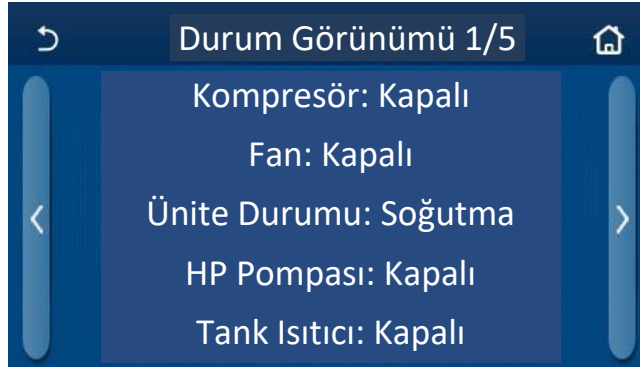 Durum Görünümü 1/5
Kompresör: Kapalı
Fan: Kapalı
Ünite Durumu: Soğutma
HP Pompası: Kapalı
Tank Isıtıcı: Kapalı